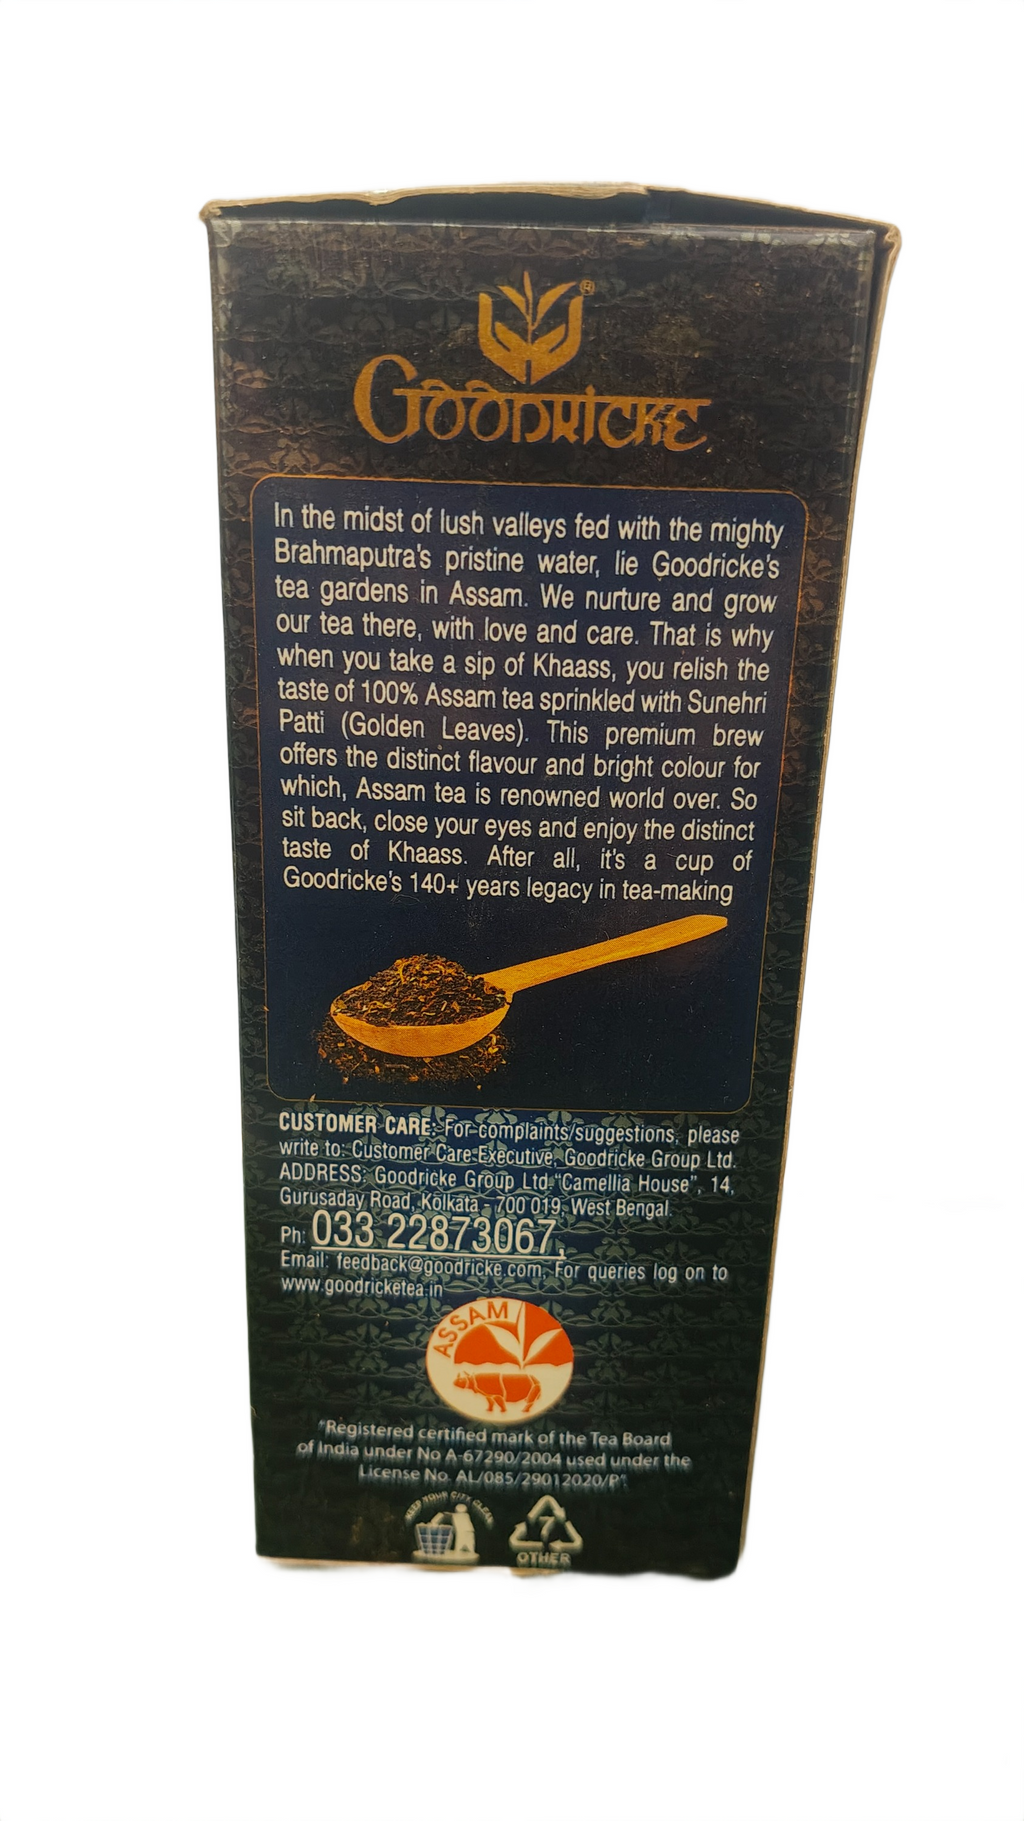 ®
GOODRICKE
In the midst of lush valleys fed with the mighty
Brahmaputra's pristine water, lie Goodricke's
tea gardens in Assam. We nurture and grow
our tea there, with love and care. That is why
when you take a sip of Khaass, you relish the
taste of 100% Assam tea sprinkled with Sunehri
Patti (Golden Leaves). This premium brew
offers the distinct flavour and bright colour for
which, Assam tea is renowned world over. So
sit back, close your eyes and enjoy the distinct
taste of Khaass. After all, it's a cup of
Goodricke's 140+ years legacy in tea-making
CUSTOMER CARE: For complaints/suggestions, please
write to: Customer Care Executive, Goodricke Group Ltd.
ADDRESS: Goodricke Group Ltd. "Camellia House", 14,
Gurusaday Road, Kolkata - 700 019, West Bengal.
Ph: 033 22873067,
Email: feedback@goodricke.com, For queries log on to
www.goodricketea.in
ASSAM
"Registered certified mark of the Tea Board
of India under No A-67290/2004 used under the
License No. AL/085/29012020/P"
KEEP YOUR CITY CLEAN
7
OTHER